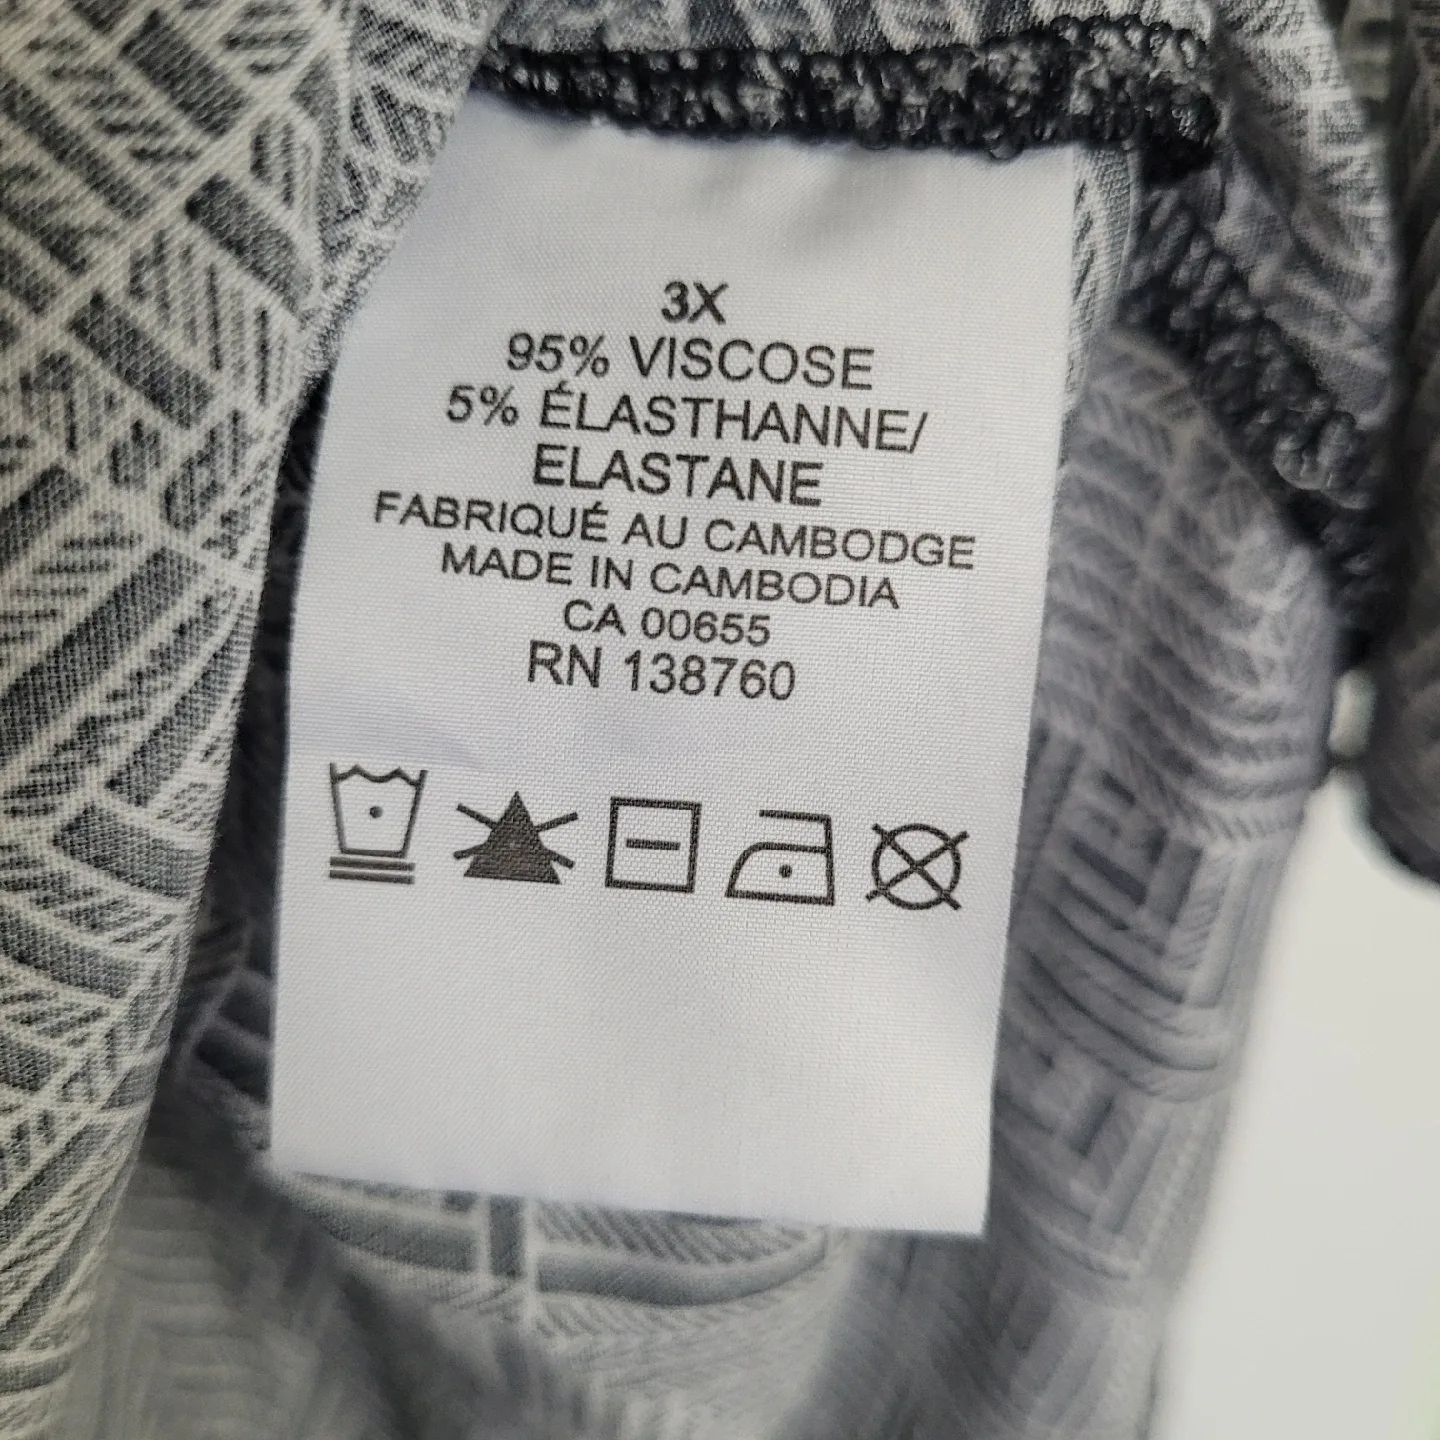 3X
95% VISCOSE
5% ÉLASTHANNE/
ELASTANE
FABRIQUÉ AU CAMBODGE
MADE IN CAMBODIA
CA 00655
RN 138760